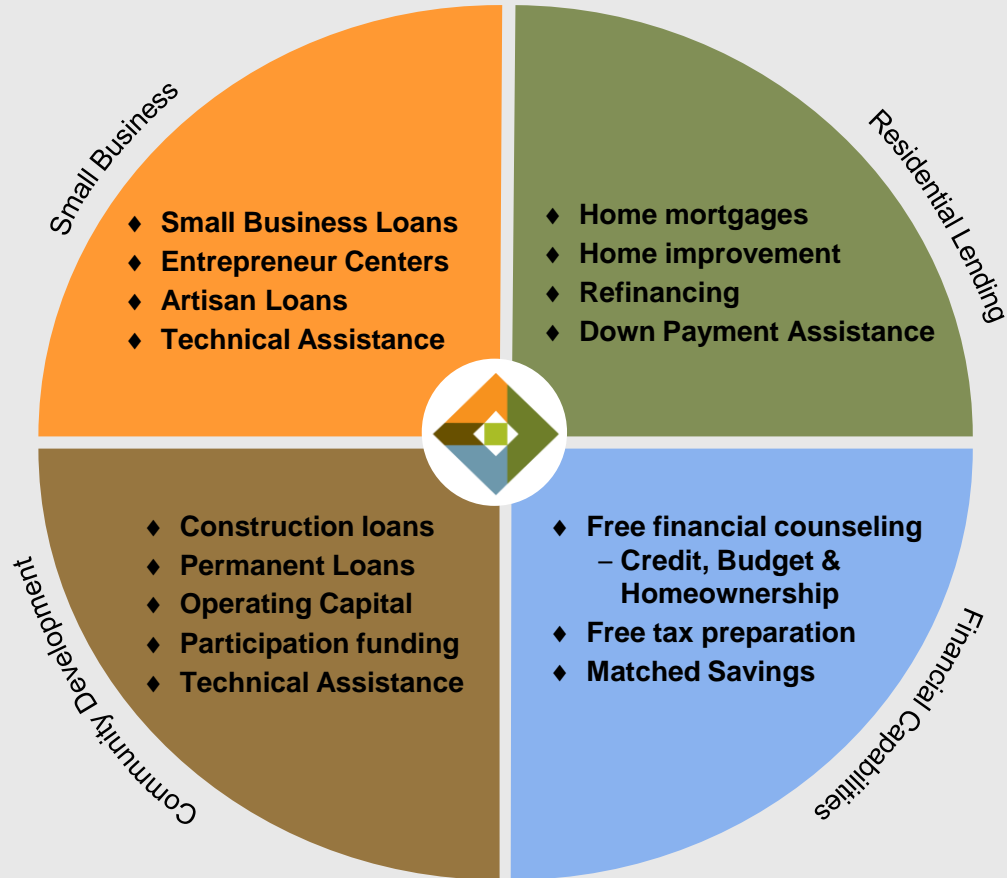 Small Business
♦ Small Business Loans
♦ Entrepreneur Centers
♦ Artisan Loans
♦ Technical Assistance
Residential Lending
♦ Home mortgages
♦ Home improvement
♦ Refinancing
♦ Down Payment Assistance
Community Development
♦ Construction loans
♦ Permanent Loans
♦ Operating Capital
♦ Participation funding
♦ Technical Assistance
Financial Capabilities
♦ Free financial counseling
– Credit, Budget &
Homeownership
♦ Free tax preparation
♦ Matched Savings